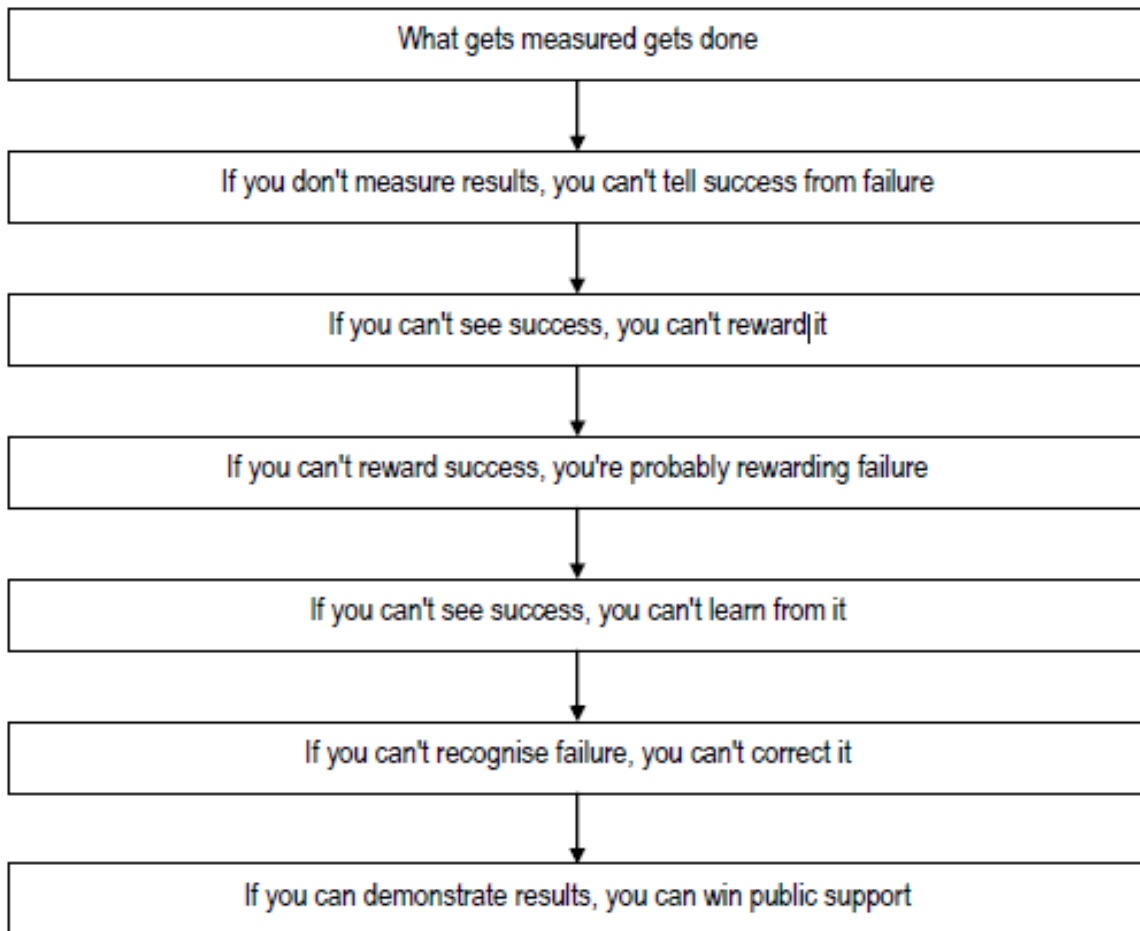 What gets measured gets done
If you don't measure results, you can't tell success from failure
If you can't see success, you can't reward it
If you can't reward success, you're probably rewarding failure
If you can't see success, you can't learn from it
If you can't recognise failure, you can't correct it
If you can demonstrate results, you can win public support